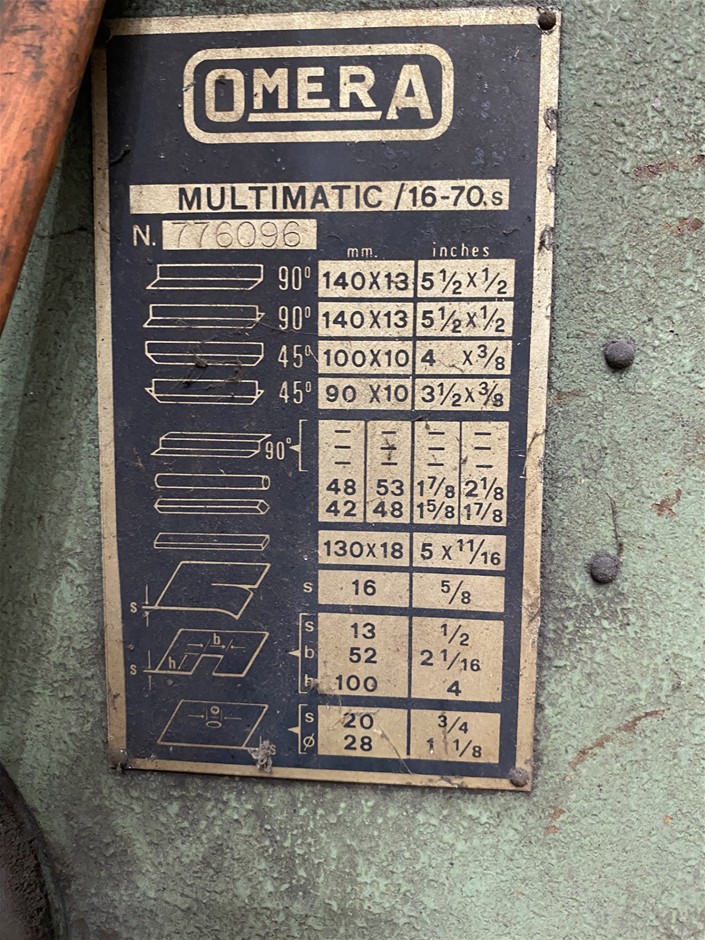 OMERA
MULTIMATIC /16-70.s
N. 776096
mm. inches
90° 140X13 5 1/2 X 1/2
90° 140X13 5 1/2 X 1/2
45° 100X10 4 X 3/8
45° 90 X10 3 1/2 X 3/8
90° — — — —
— — — —
— — — —
48 53 1 7/8 2 1/8
42 48 1 5/8 1 7/8
130X18 5 X 11/16
s s 16 5/8
s h b s 13 1/2
b 52 2 1/16
h 100 4
ø s s 20 3/4
ø 28 1 1/8